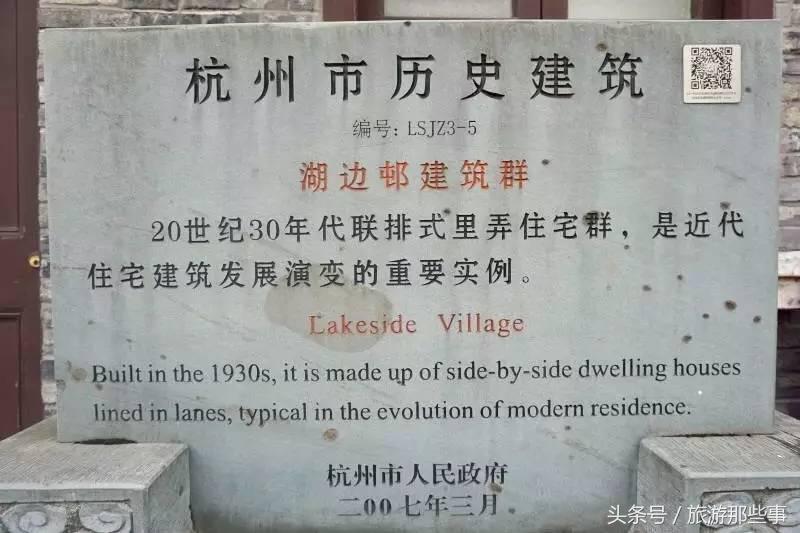 杭州市历史建筑
编号：LSJZ3-5
湖边邨建筑群
20世纪30年代联排式里弄住宅群，是近代
住宅建筑发展演变的重要实例。
Lakeside Village
Built in the 1930s, it is made up of side-by-side dwelling houses
lined in lanes, typical in the evolution of modern residence.
杭州市人民政府
二00七年三月
头条号／旅游那些事